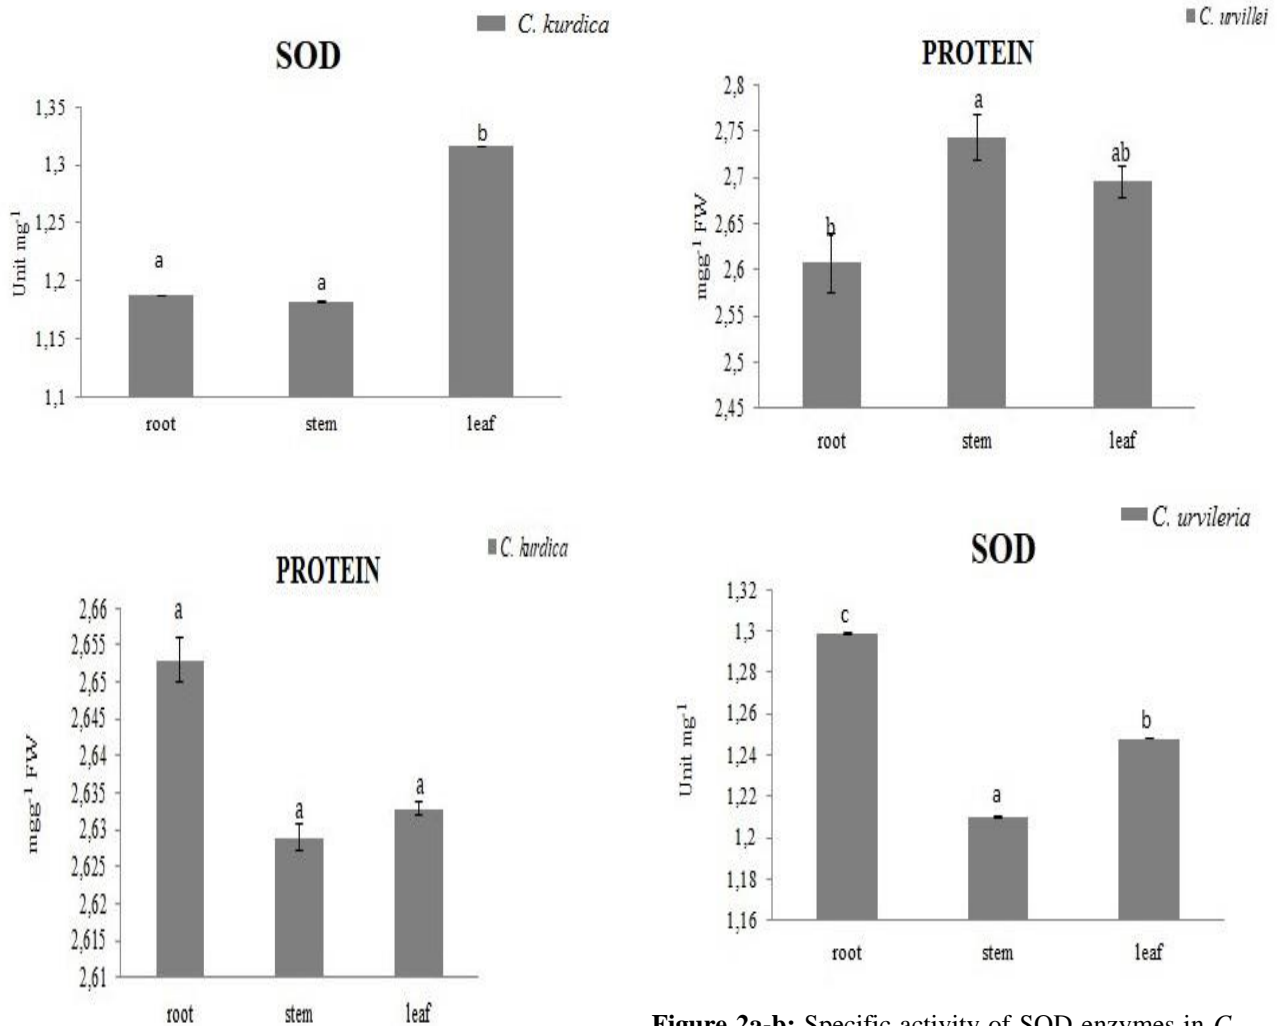 C. kurdica
SOD
1,35
1,3
1,25
1,2
1,15
1,1
Unit mg-1
a
a
b
root stem leaf
C. urvillei
PROTEIN
2,8
2,75
2,7
2,65
2,6
2,55
2,5
2,45
mgg-1 FW
b
a
ab
root stem leaf
C. kurdica
PROTEIN
2,66
2,655
2,65
2,645
2,64
2,635
2,63
2,625
2,62
2,615
2,61
mgg-1 FW
a
a
a
root stem leaf
C. urvileria
SOD
1,32
1,3
1,28
1,26
1,24
1,22
1,2
1,18
1,16
Unit mg-1
c
a
b
root stem leaf
Figure 2a-b: Specific activity of SOD enzymes in C.